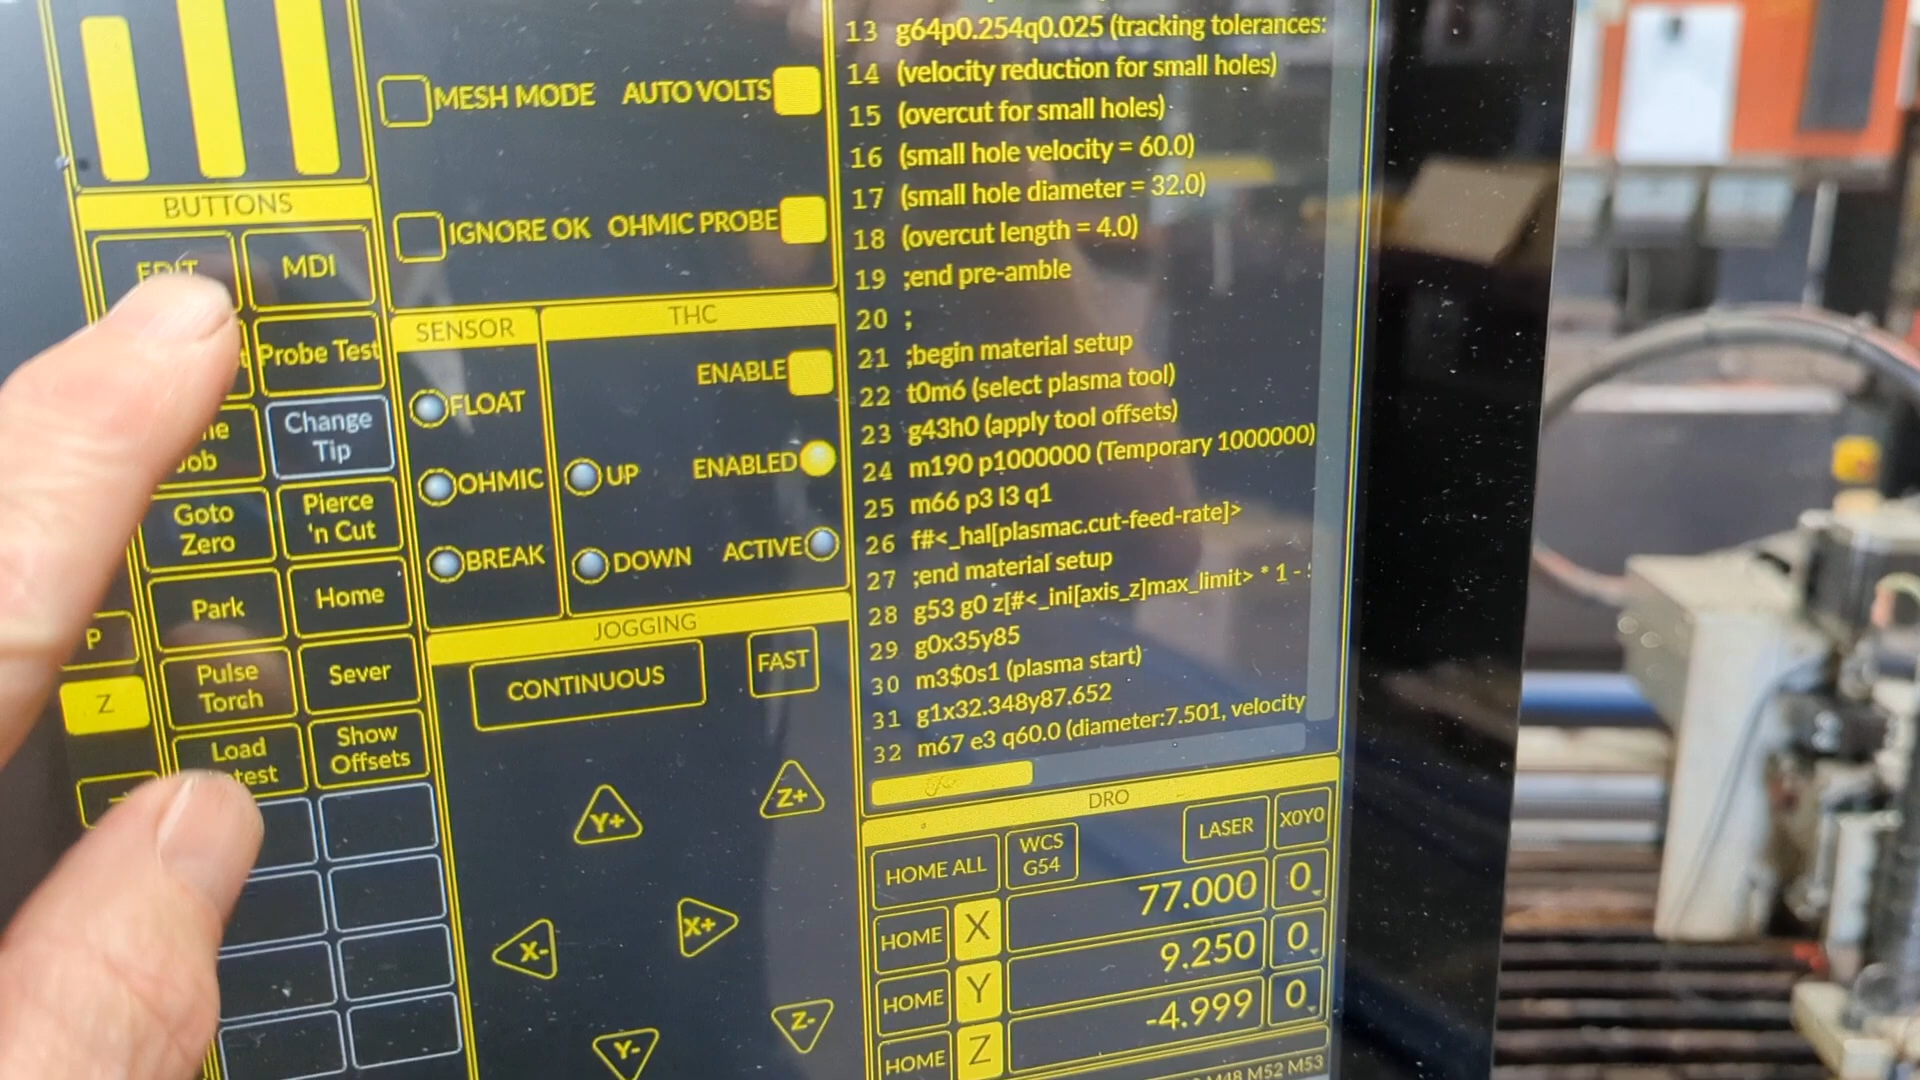 MESH MODE
AUTO VOLTS
IGNORE OK
OHMIC PROBE
BUTTONS
EDIT
MDI
Probe Test
Job
Change
Tip
Goto
Zero
Pierce
'n Cut
Park
Home
Pulse
Torch
Sever
Load
Show
Offsets
P
Z
SENSOR
FLOAT
OHMIC
BREAK
THC
ENABLE
UP
ENABLED
DOWN
ACTIVE
JOGGING
CONTINUOUS
FAST
Y+
Z+
X-
X+
Y-
Z-
13 g64p0.254q0.025 (tracking tolerances:
14 (velocity reduction for small holes)
15 (overcut for small holes)
16 (small hole velocity = 60.0)
17 (small hole diameter = 32.0)
18 (overcut length = 4.0)
19 ;end pre-amble
20 ;
21 ;begin material setup
22 t0m6 (select plasma tool)
23 g43h0 (apply tool offsets)
24 m190 p1000000 (Temporary 1000000)
25 m66 p3 l3 q1
26 f#<_hal[plasmac.cut-feed-rate]>
27 ;end material setup
28 g53 g0 z[#<_ini[axis_z]max_limit> * 1 -
29 g0x35y85
30 m3$0s1 (plasma start)
31 g1x32.348y87.652
32 m67 e3 q60.0 (diameter:7.501, velocity
DRO
HOME ALL
WCS
G54
LASER
X0Y0
HOME X 77.000 0
HOME Y 9.250 0
HOME Z -4.999 0
M48 M52 M53